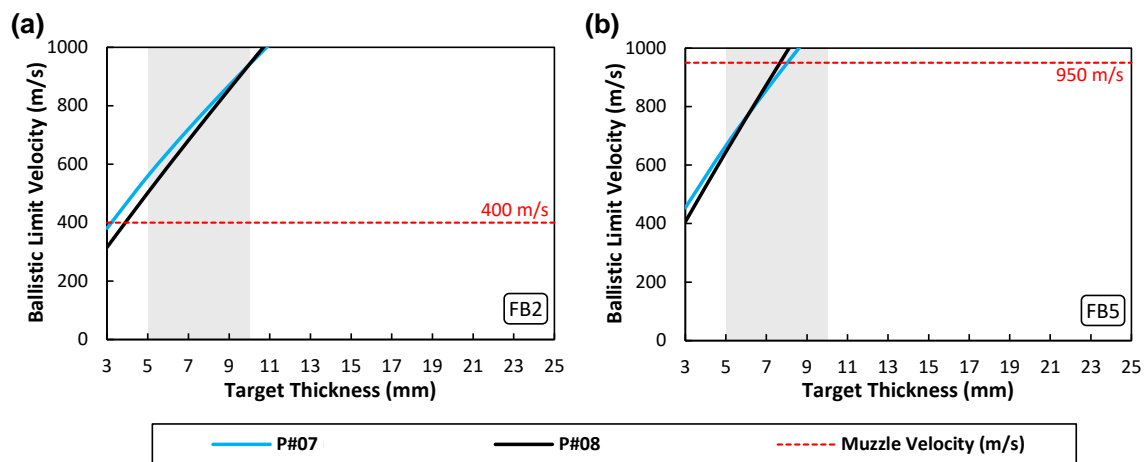 (a)
Ballistic Limit Velocity (m/s)
1000
800
600
400
200
0
400 m/s
FB2
3 5 7 9 11 13 15 17 19 21 23 25
Target Thickness (mm)
(b)
Ballistic Limit Velocity (m/s)
1000
800
600
400
200
0
950 m/s
FB5
3 5 7 9 11 13 15 17 19 21 23 25
Target Thickness (mm)
P#07 P#08 Muzzle Velocity (m/s)